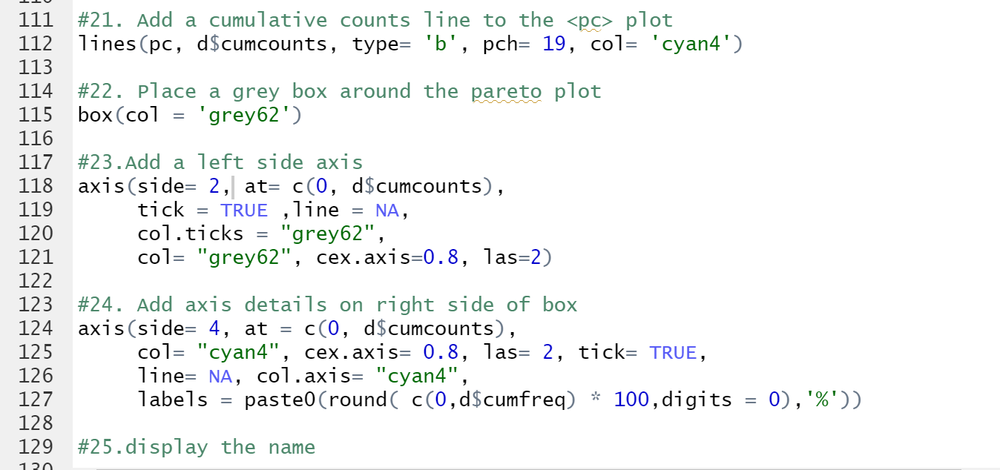 111 #21. Add a cumulative counts line to the <pc> plot
112 lines(pc, d$cumcounts, type= 'b', pch= 19, col= 'cyan4')
113
114 #22. Place a grey box around the pareto plot
115 box(col = 'grey62')
116
117 #23.Add a left side axis
118 axis(side= 2, at= c(0, d$cumcounts),
119 tick = TRUE ,line = NA,
120 col.ticks = "grey62",
121 col= "grey62", cex.axis=0.8, las=2)
122
123 #24. Add axis details on right side of box
124 axis(side= 4, at = c(0, d$cumcounts),
125 col= "cyan4", cex.axis= 0.8, las= 2, tick= TRUE,
126 line= NA, col.axis= "cyan4",
127 labels = paste0(round( c(0,d$cumfreq) * 100,digits = 0),'%'))
128
129 #25.display the name